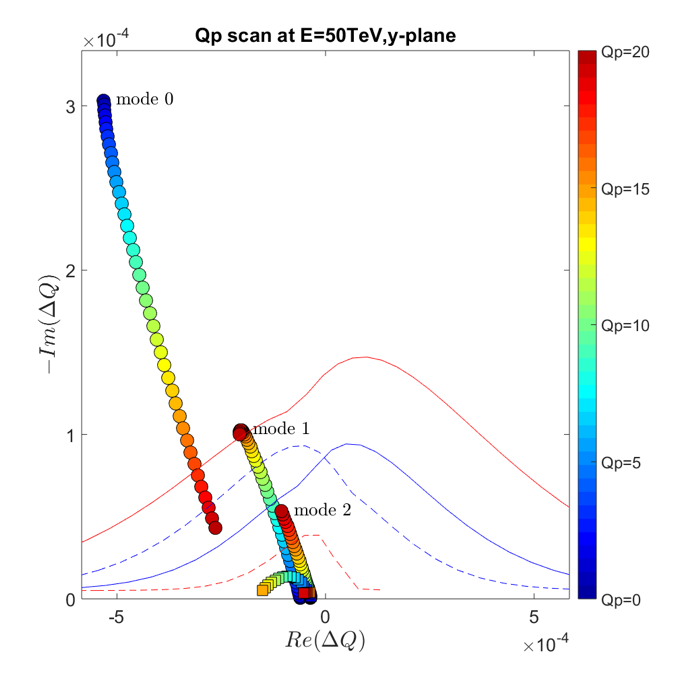 Qp scan at E=50TeV,y-plane
×10⁻⁴
3
2
1
0
-5
0
5
×10⁻⁴
-Im(ΔQ)
Re(ΔQ)
mode 0
mode 1
mode 2
Qp=20
Qp=15
Qp=10
Qp=5
Qp=0